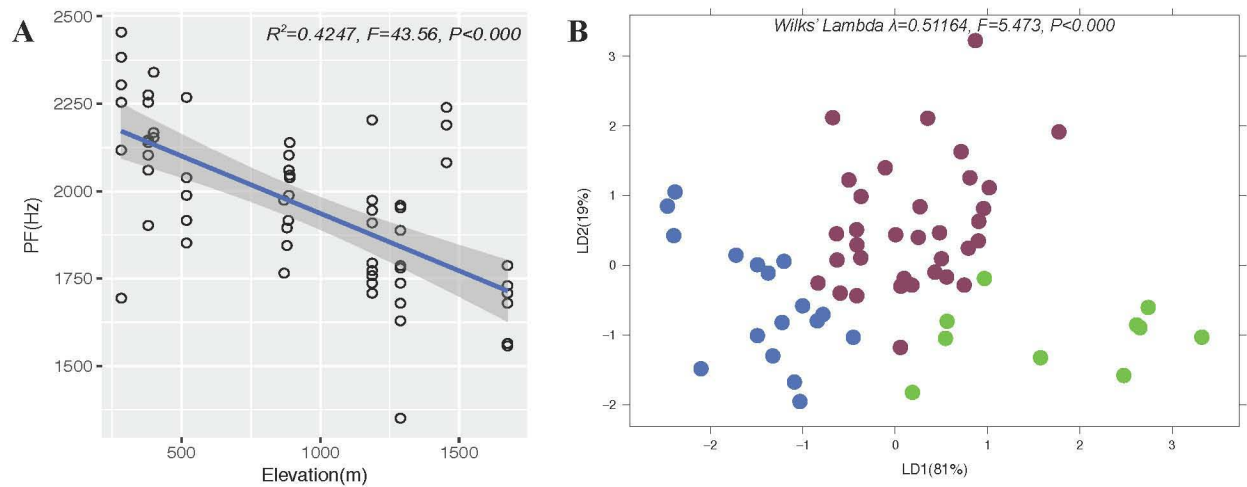 A
R²=0.4247, F=43.56, P<0.000
2500
2250
2000
1750
1500
PF(Hz)
500
1000
1500
Elevation(m)
B
Wilks' Lambda λ=0.51164, F=5.473, P<0.000
3
2
1
0
−1
−2
LD2(19%)
−2
−1
0
1
2
3
LD1(81%)